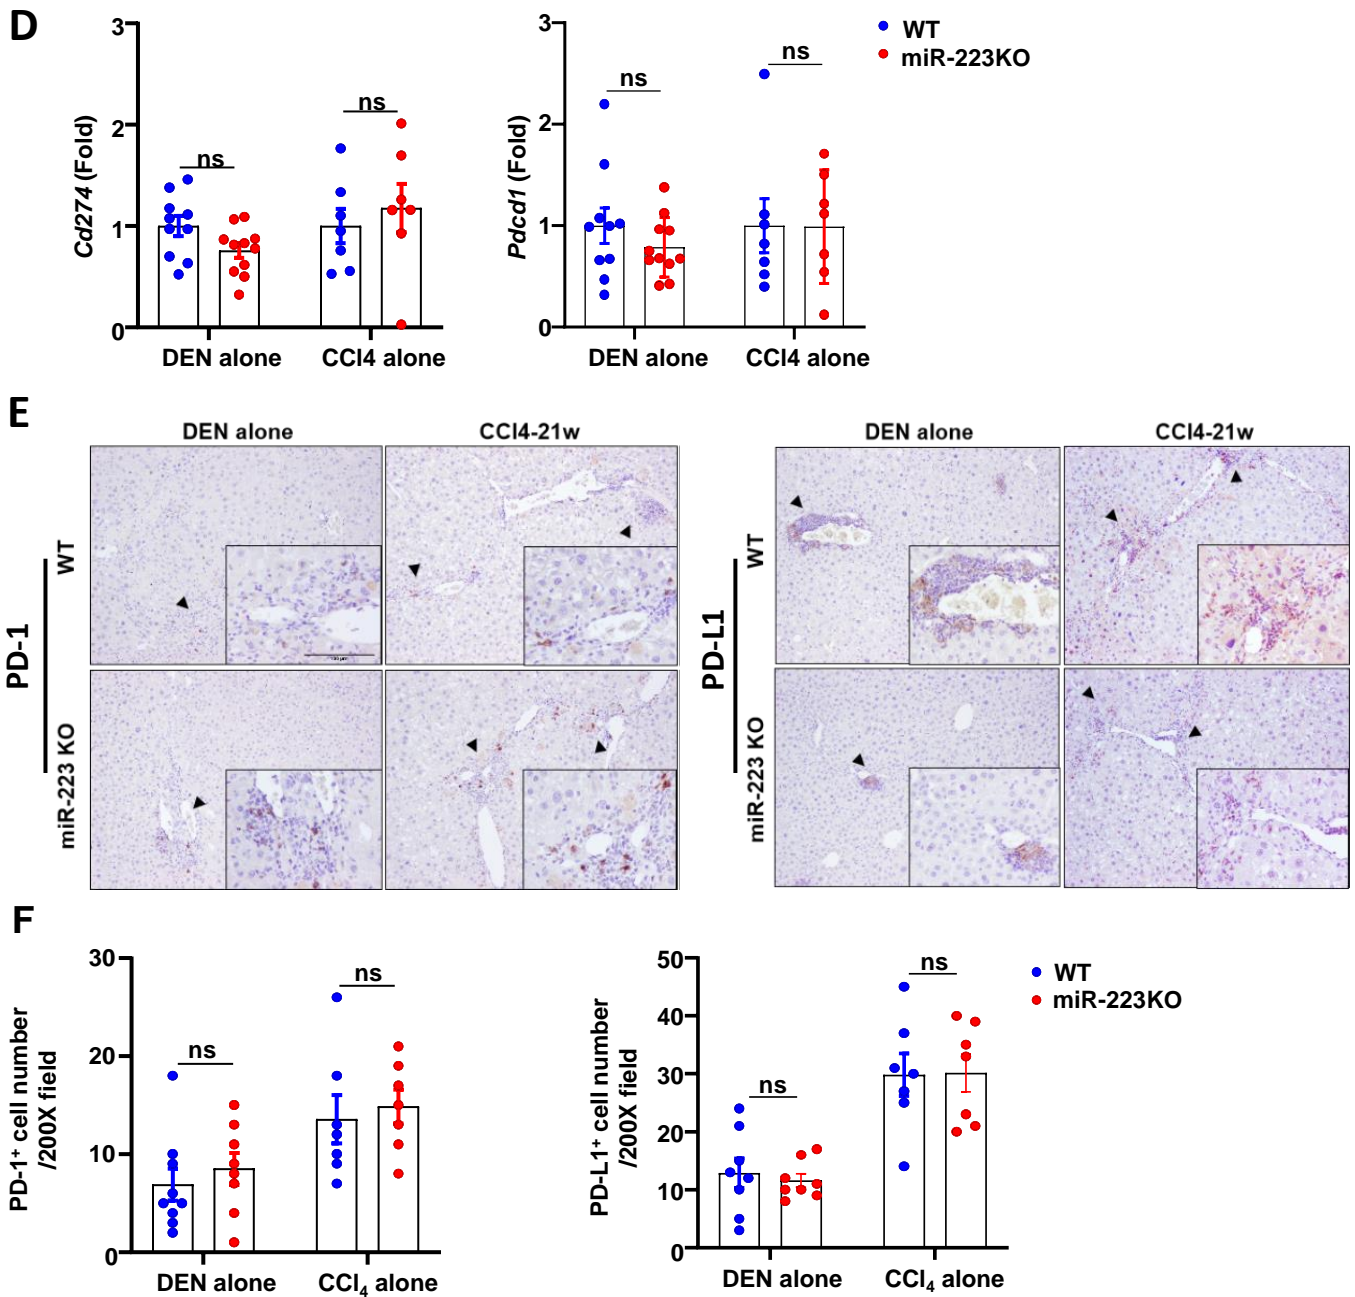 D
3
2
1
0
Cd274 (Fold)
ns
ns
DEN alone
CCl4 alone
3
2
1
0
Pdcd1 (Fold)
ns
ns
DEN alone
CCl4 alone
WT
miR-223KO
E
DEN alone
CCl4-21w
PD-1
WT
miR-223 KO
DEN alone
CCl4-21w
PD-L1
WT
miR-223 KO
F
30
20
10
0
PD-1⁺ cell number
/200X field
ns
ns
DEN alone
CCl₄ alone
50
40
30
20
10
0
PD-L1⁺ cell number
/200X field
ns
ns
DEN alone
CCl₄ alone
WT
miR-223KO